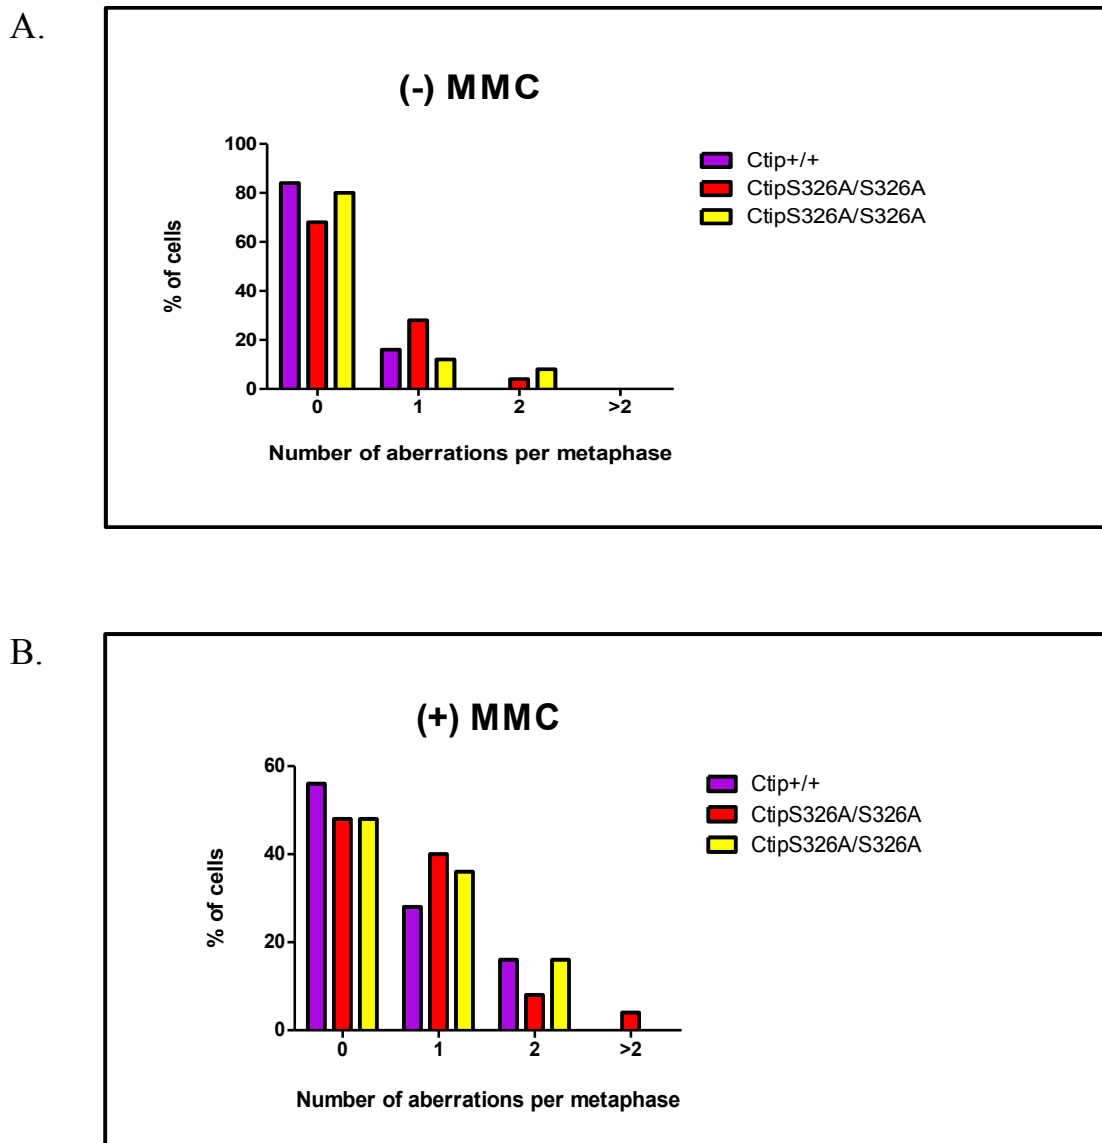 A.
(-) MMC
100
80
60
40
20
0
% of cells
0 1 2 >2
Number of aberrations per metaphase
Ctip+/+
CtipS326A/S326A
CtipS326A/S326A
B.
(+) MMC
60
40
20
0
% of cells
0 1 2 >2
Number of aberrations per metaphase
Ctip+/+
CtipS326A/S326A
CtipS326A/S326A